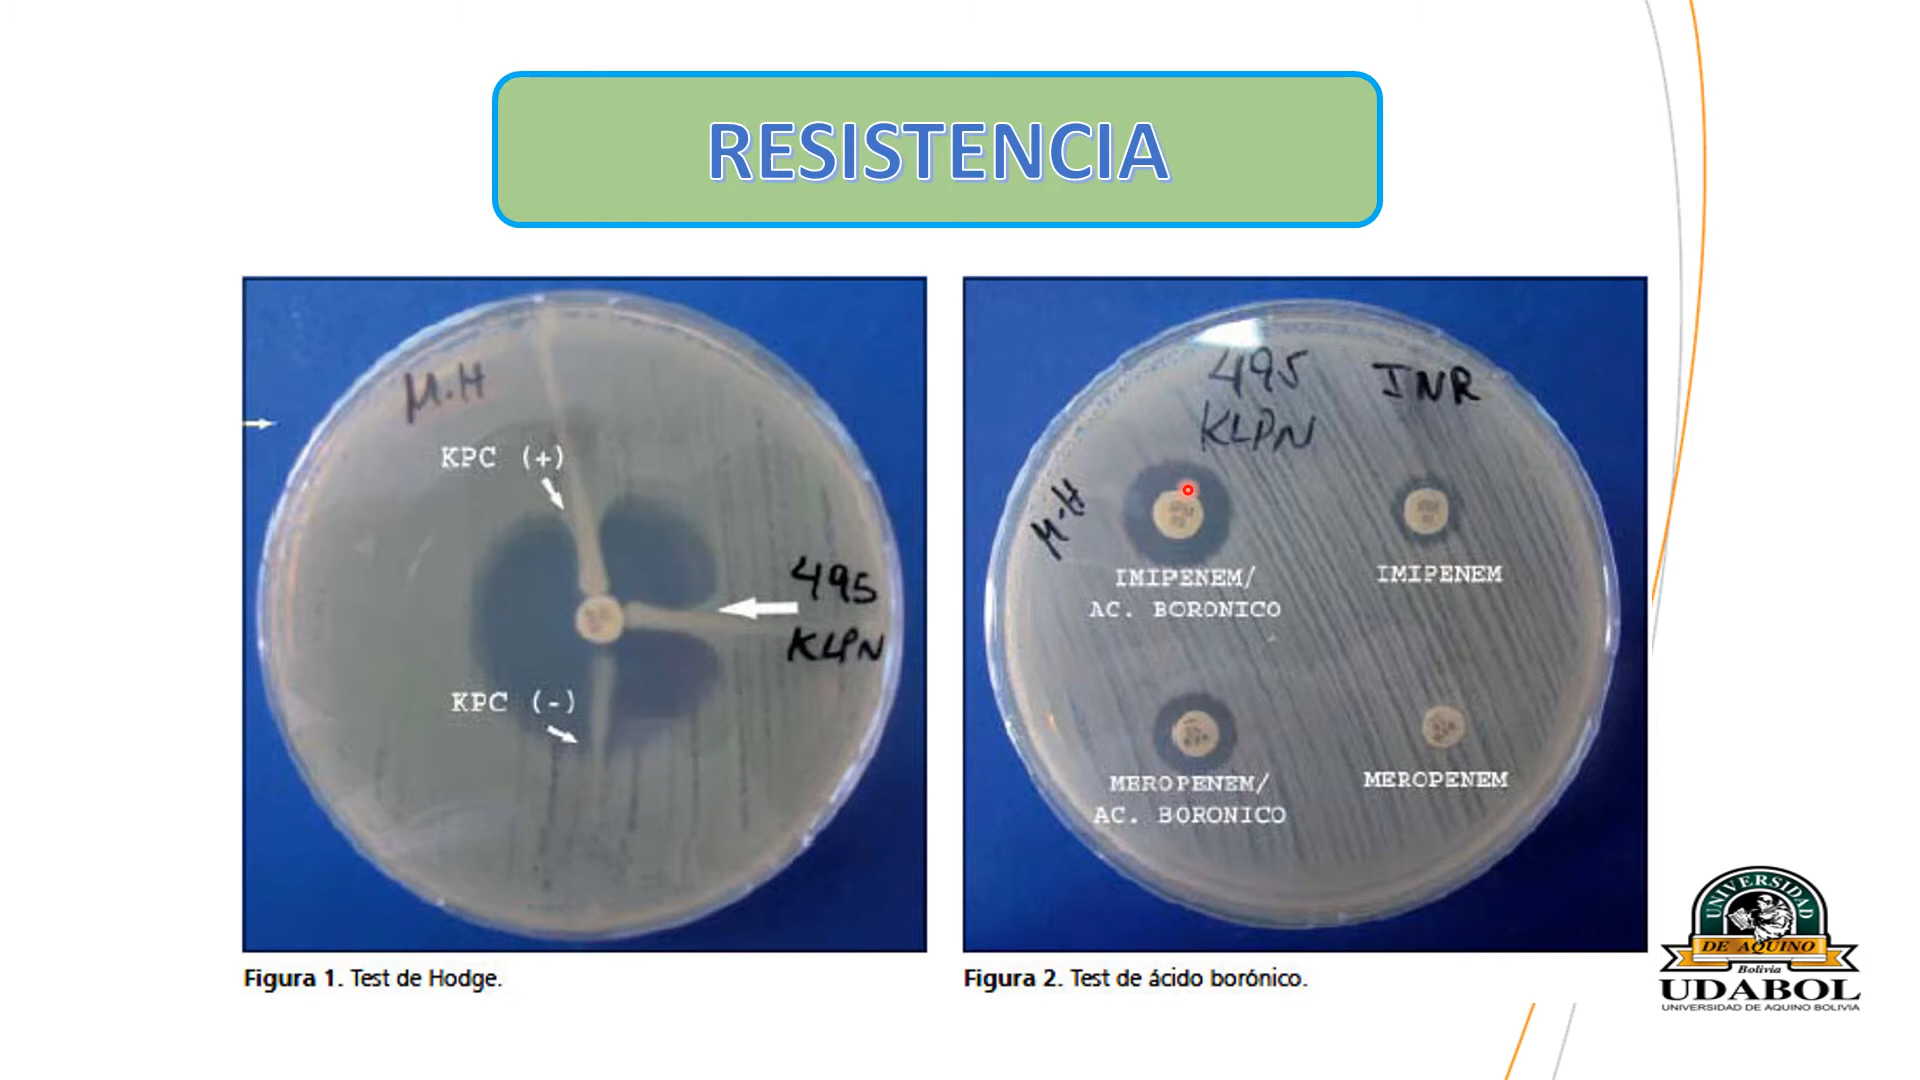 RESISTENCIA
M.H
KPC (+)
495
KLPN
KPC (-)
Figura 1. Test de Hodge.
495
KLPN
INR
M-H
IMIPENEM/
AC. BORONICO
IMIPENEM
MEROPENEM/
AC. BORONICO
MEROPENEM
Figura 2. Test de ácido borónico.
UNIVERSIDAD
DE AQUINO
Bolivia
UDABOL
UNIVERSIDAD DE AQUINO BOLIVIA